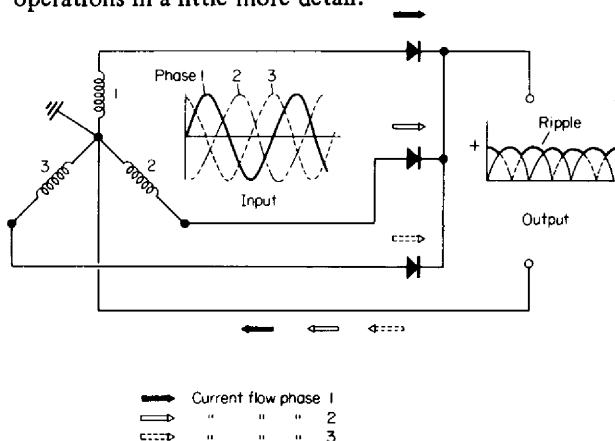 operations in a little more detail.
Phase 1 2 3
1
3
2
Input
Ripple
+
Output
Current flow phase 1
" " " 2
" " " 3